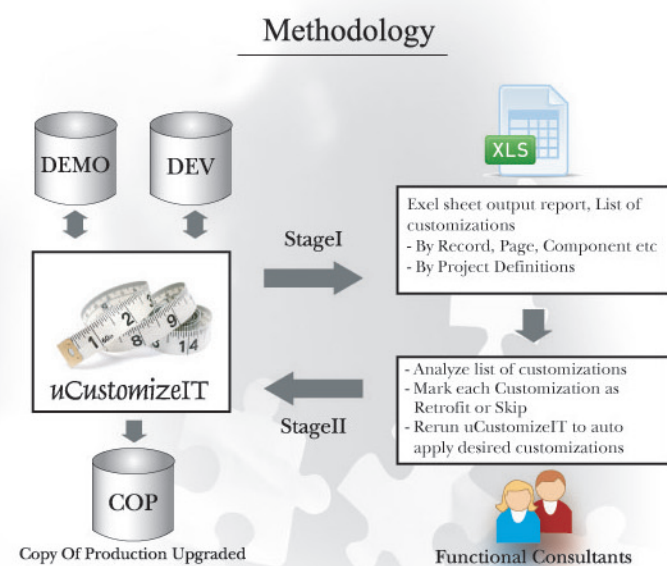 Methodology
DEMO
DEV
XLS
Exel sheet output report, List of
customizations
- By Record, Page, Component etc
- By Project Definitions
StageI
uCustomizeIT
StageII
- Analyze list of customizations
- Mark each Customization as
Retrofit or Skip
- Rerun uCustomizeIT to auto
apply desired customizations
COP
Copy Of Production Upgraded
Functional Consultants